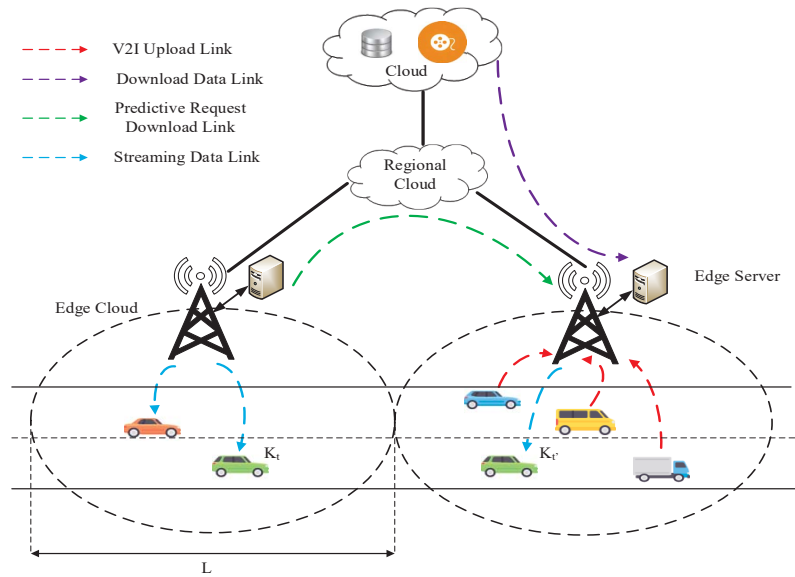 V2I Upload Link
Download Data Link
Predictive Request
Download Link
Streaming Data Link
Cloud
Regional
Cloud
Edge Server
Edge Cloud
Kt
Kt'
L